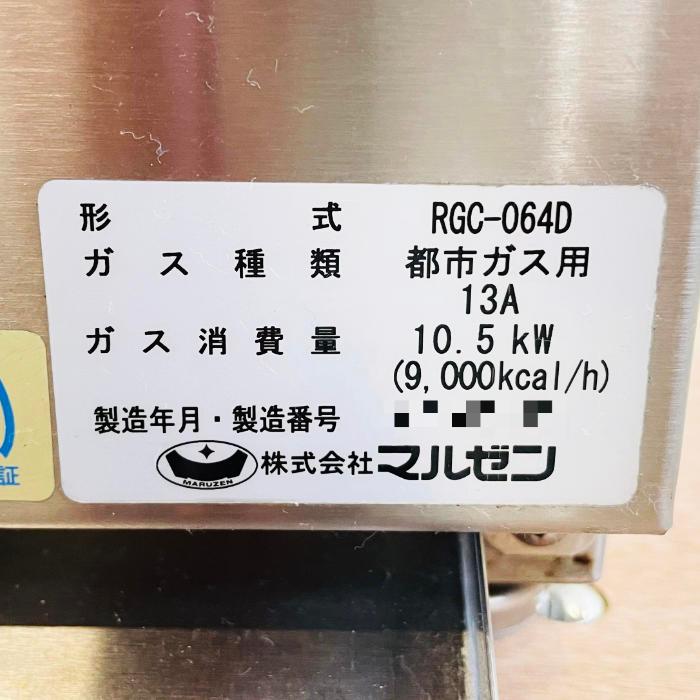 形式 RGC-064D
ガス種類 都市ガス用
13A
ガス消費量 10.5 kW
(9,000kcal/h)
製造年月・製造番号
MARUZEN 株式会社マルゼン
証